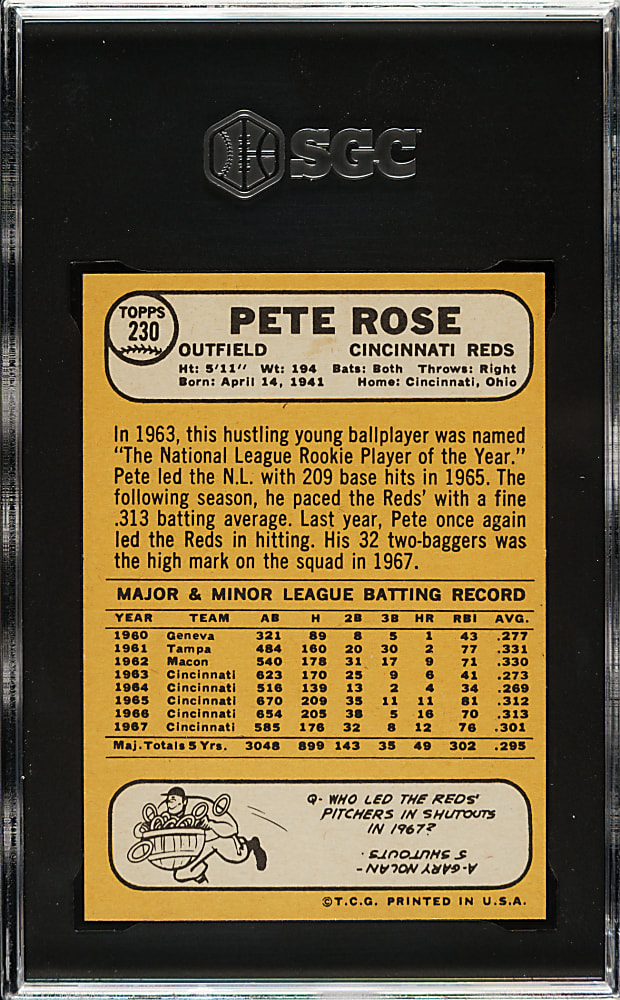 SGC
TOPPS
230
PETE ROSE
OUTFIELD CINCINNATI REDS
Ht: 5'11" Wt: 194 Bats: Both Throws: Right
Born: April 14, 1941 Home: Cincinnati, Ohio
In 1963, this hustling young ballplayer was named
"The National League Rookie Player of the Year."
Pete led the N.L. with 209 base hits in 1965. The
following season, he paced the Reds' with a fine
.313 batting average. Last year, Pete once again
led the Reds in hitting. His 32 two-baggers was
the high mark on the squad in 1967.
MAJOR & MINOR LEAGUE BATTING RECORD
YEAR TEAM AB H 2B 3B HR RBI AVG.
1960 Geneva 321 89 8 5 1 43 .277
1961 Tampa 484 160 20 30 2 77 .331
1962 Macon 540 178 31 17 9 71 .330
1963 Cincinnati 623 170 25 9 6 41 .273
1964 Cincinnati 516 139 13 2 4 34 .269
1965 Cincinnati 670 209 35 11 11 81 .312
1966 Cincinnati 654 205 38 5 16 70 .313
1967 Cincinnati 585 176 32 8 12 76 .301
Maj. Totals 5 Yrs. 3048 899 143 35 49 302 .295
Q- WHO LED THE REDS'
PITCHERS IN SHUTOUTS
IN 1967?
A-GARY NOLAN -
5 SHUTOUTS.
©T.C.G. PRINTED IN U.S.A.